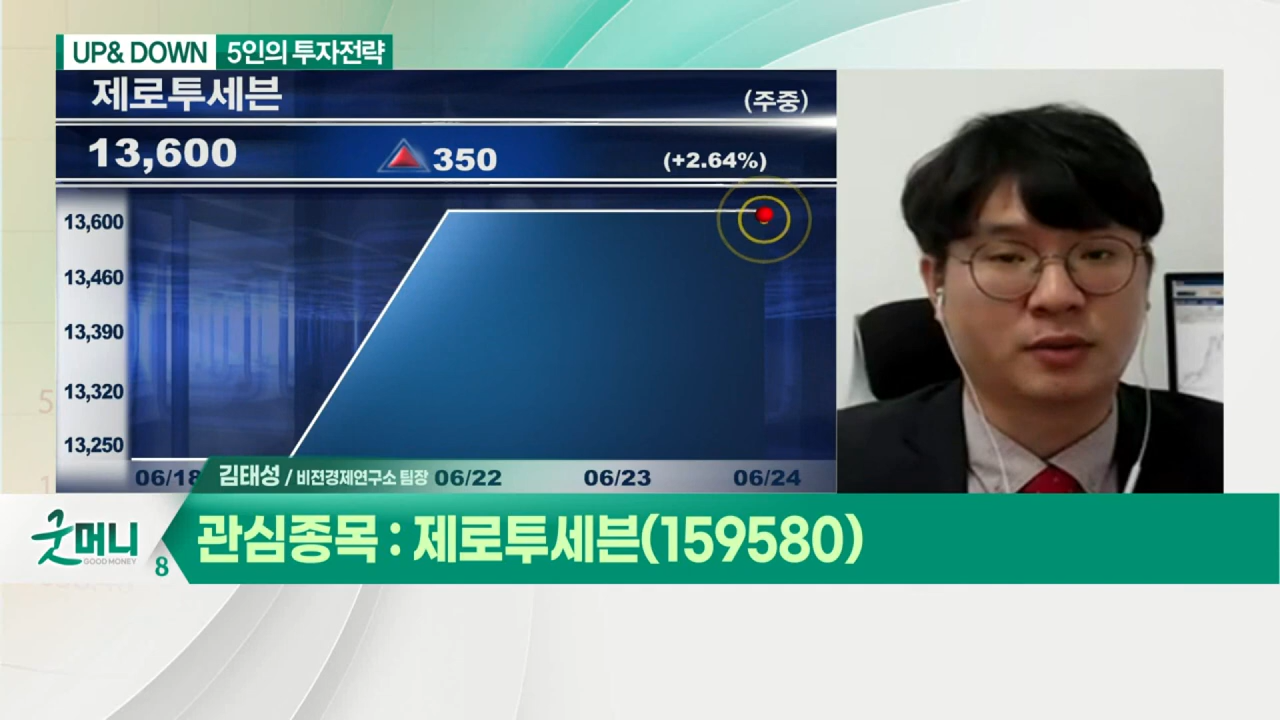 UP& DOWN 5인의 투자전략
제로투세븐 (주중)
13,600 350 (+2.64%)
13,600
13,460
13,390
13,320
13,250
06/18 06/22 06/23 06/24
김태성 / 비전경제연구소 팀장
굿머니
GOOD MONEY
8
관심종목 : 제로투세븐(159580)